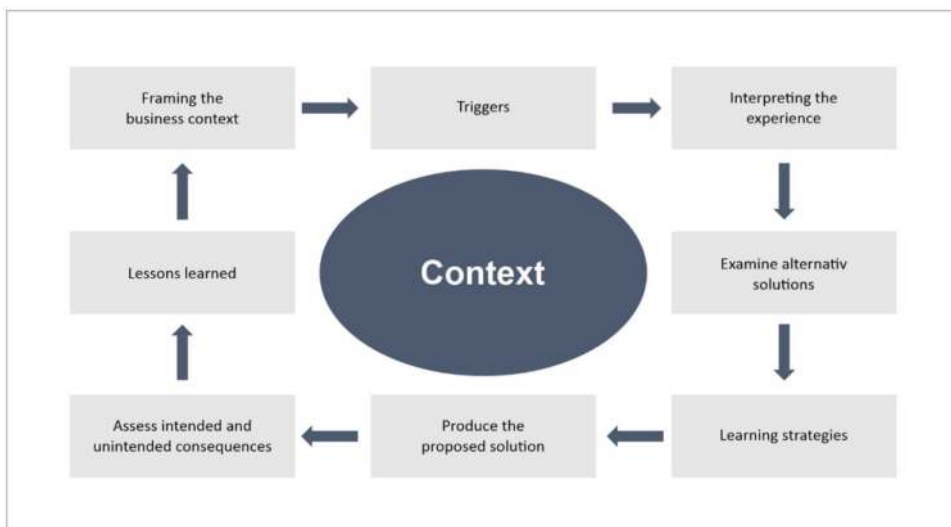 Framing the
business context
Triggers
Interpreting the
experience
Context
Lessons learned
Examine alternativ
solutions
Assess intended and
unintended consequences
Produce the
proposed solution
Learning strategies